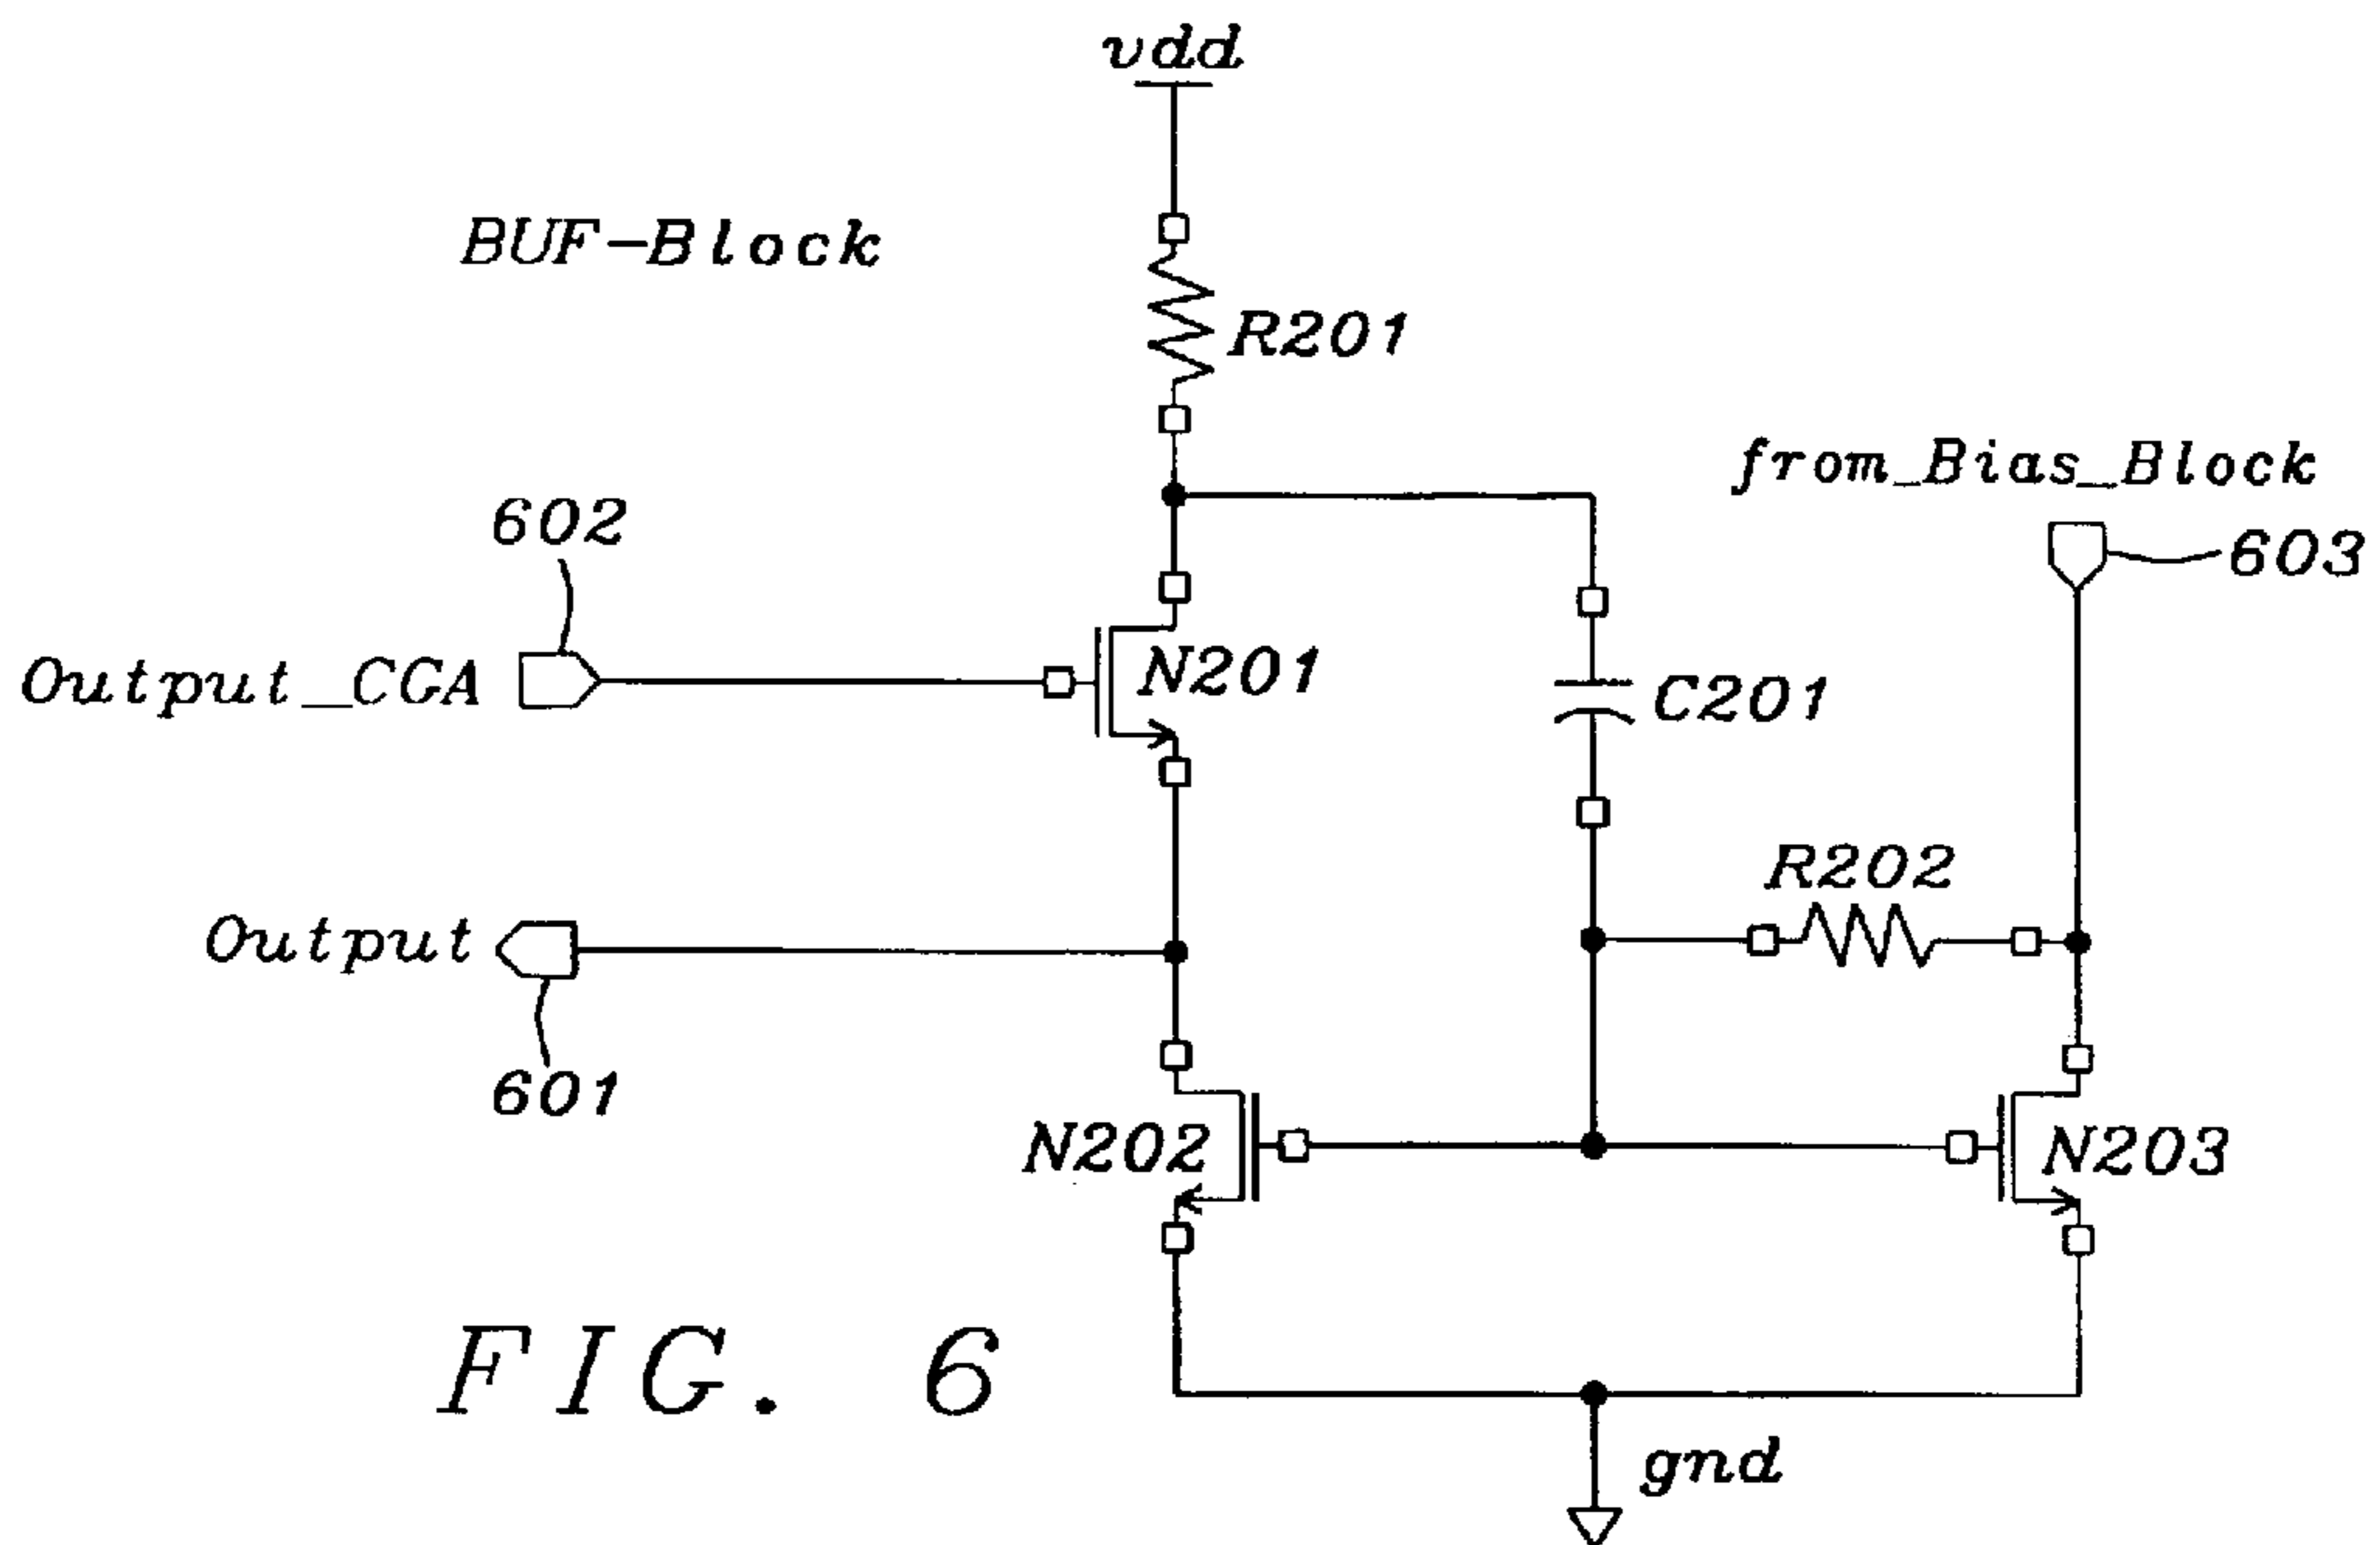 vdd
BUF-Block
R201
from_Bias_Block
602
603
Output_CGA
N201
C201
R202
Output
601
N202
N203
FIG. 6
gnd